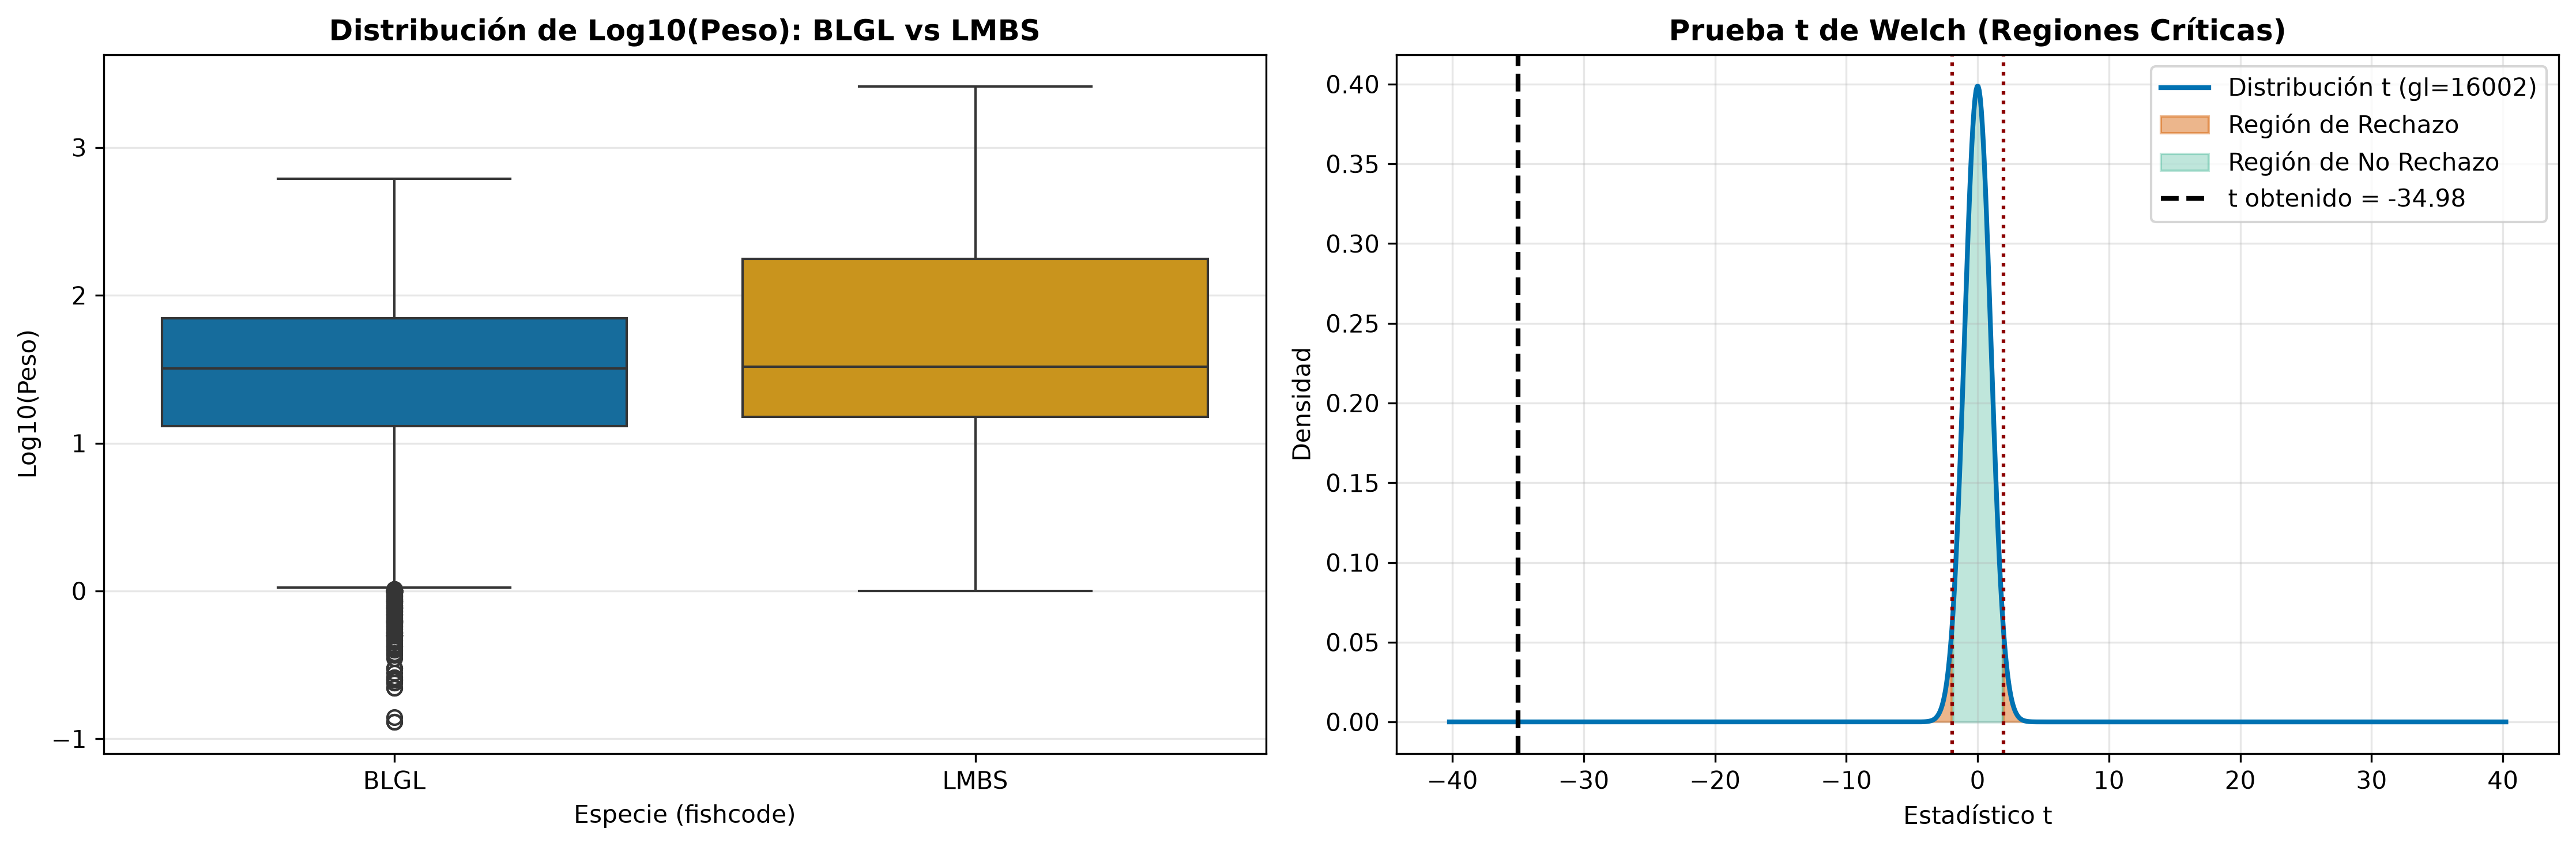 Distribución de Log10(Peso): BLGL vs LMBS
Log10(Peso)
3
2
1
0
−1
BLGL
LMBS
Especie (fishcode)
Prueba t de Welch (Regiones Críticas)
Densidad
0.40
0.35
0.30
0.25
0.20
0.15
0.10
0.05
0.00
Distribución t (gl=16002)
Región de Rechazo
Región de No Rechazo
t obtenido = -34.98
−40
−30
−20
−10
0
10
20
30
40
Estadístico t